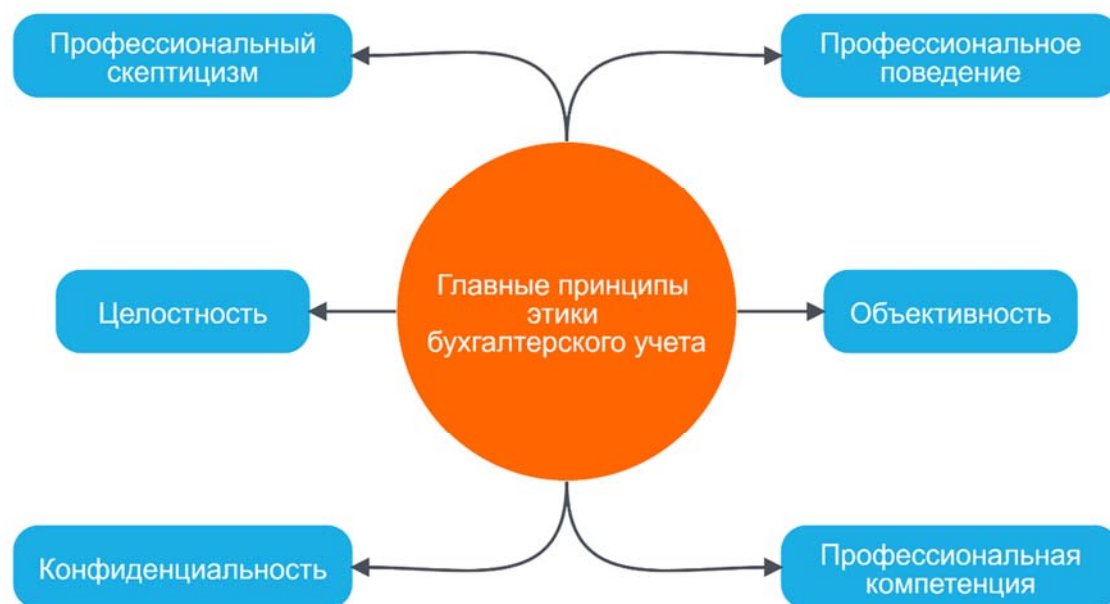 Профессиональный
скептицизм
Профессиональное
поведение
Целостность
Главные принципы
этики
бухгалтерского учета
Объективность
Конфиденциальность
Профессиональная
компетенция